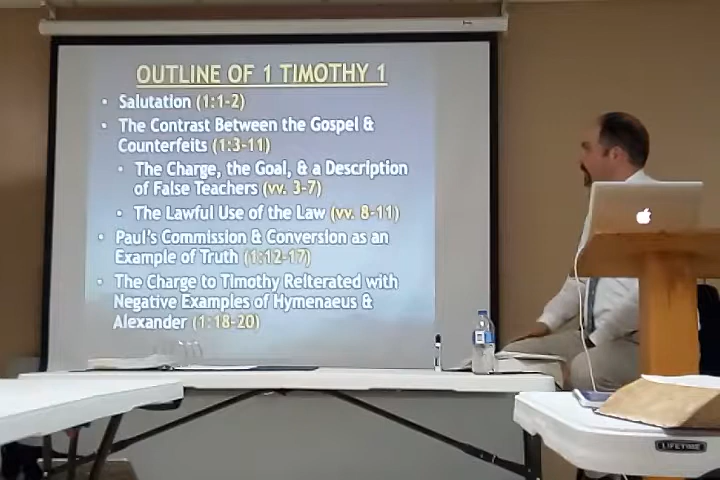 OUTLINE OF 1 TIMOTHY 1
• Salutation (1:1-2)
• The Contrast Between the Gospel &
Counterfeits (1:3-11)
• The Charge, the Goal, & a Description
of False Teachers (vv. 3-7)
• The Lawful Use of the Law (vv. 8-11)
• Paul's Commission & Conversion as an
Example of Truth (1:12-17)
• The Charge to Timothy Reiterated with
Negative Examples of Hymenaeus &
Alexander (1:18-20)
LIFETIME